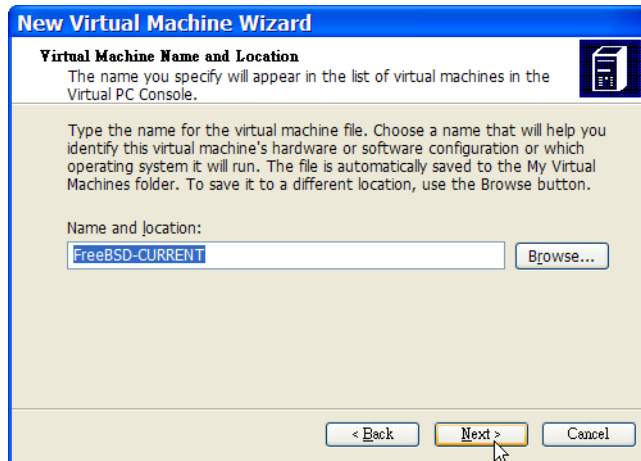 New Virtual Machine Wizard
Virtual Machine Name and Location
The name you specify will appear in the list of virtual machines in the
Virtual PC Console.
Type the name for the virtual machine file. Choose a name that will help you
identify this virtual machine's hardware or software configuration or which
operating system it will run. The file is automatically saved to the My Virtual
Machines folder. To save it to a different location, use the Browse button.
Name and location:
FreeBSD-CURRENT
Browse...
< Back
Next >
Cancel